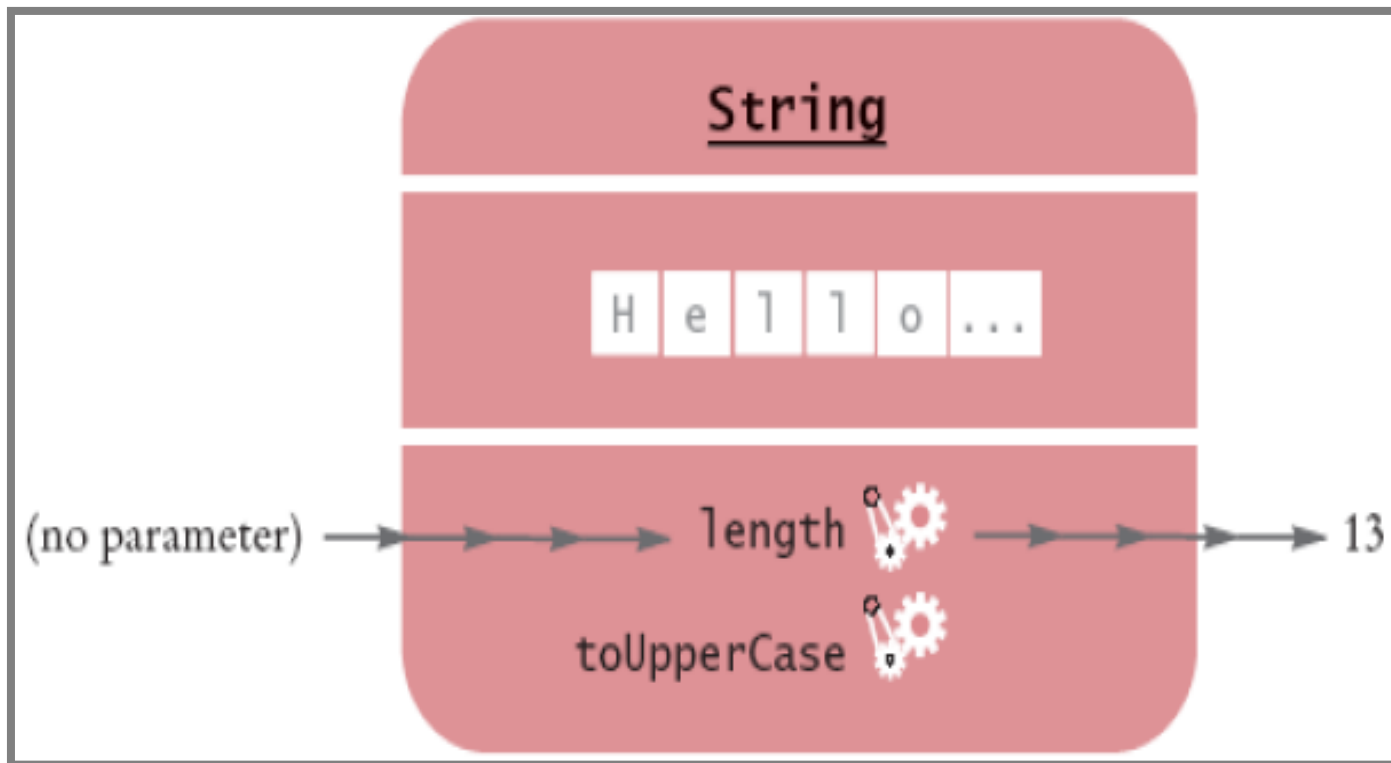 String
H e l l o ...
(no parameter) length 13
toUpperCase